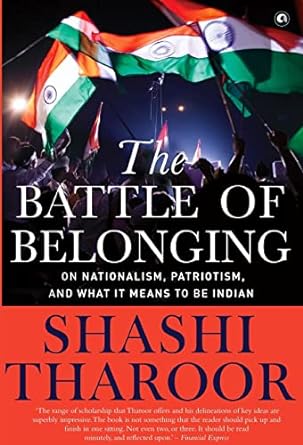 The
BATTLE OF
BELONGING
ON NATIONALISM, PATRIOTISM,
AND WHAT IT MEANS TO BE INDIAN
SHASHI
THAROOR
‘The range of scholarship that Tharoor offers and his delineations of key ideas are
superbly impressive. The book is not something that the reader should pick up and
finish in one sitting. Not even two, or three. It should be read
minutely, and reflected upon.’ – Financial Express